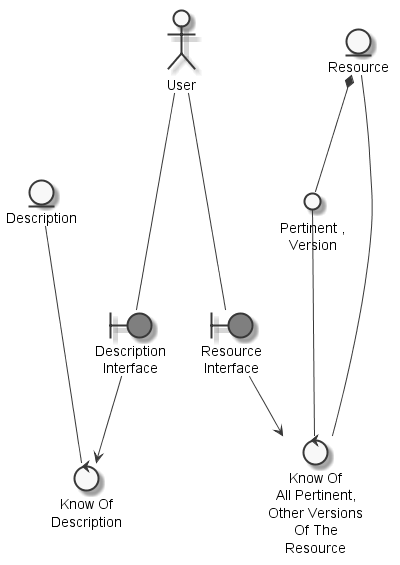 User
Resource
Description
Pertinent ,
Version
Description
Interface
Resource
Interface
Know Of
Description
Know Of
All Pertinent,
Other Versions
Of The
Resource